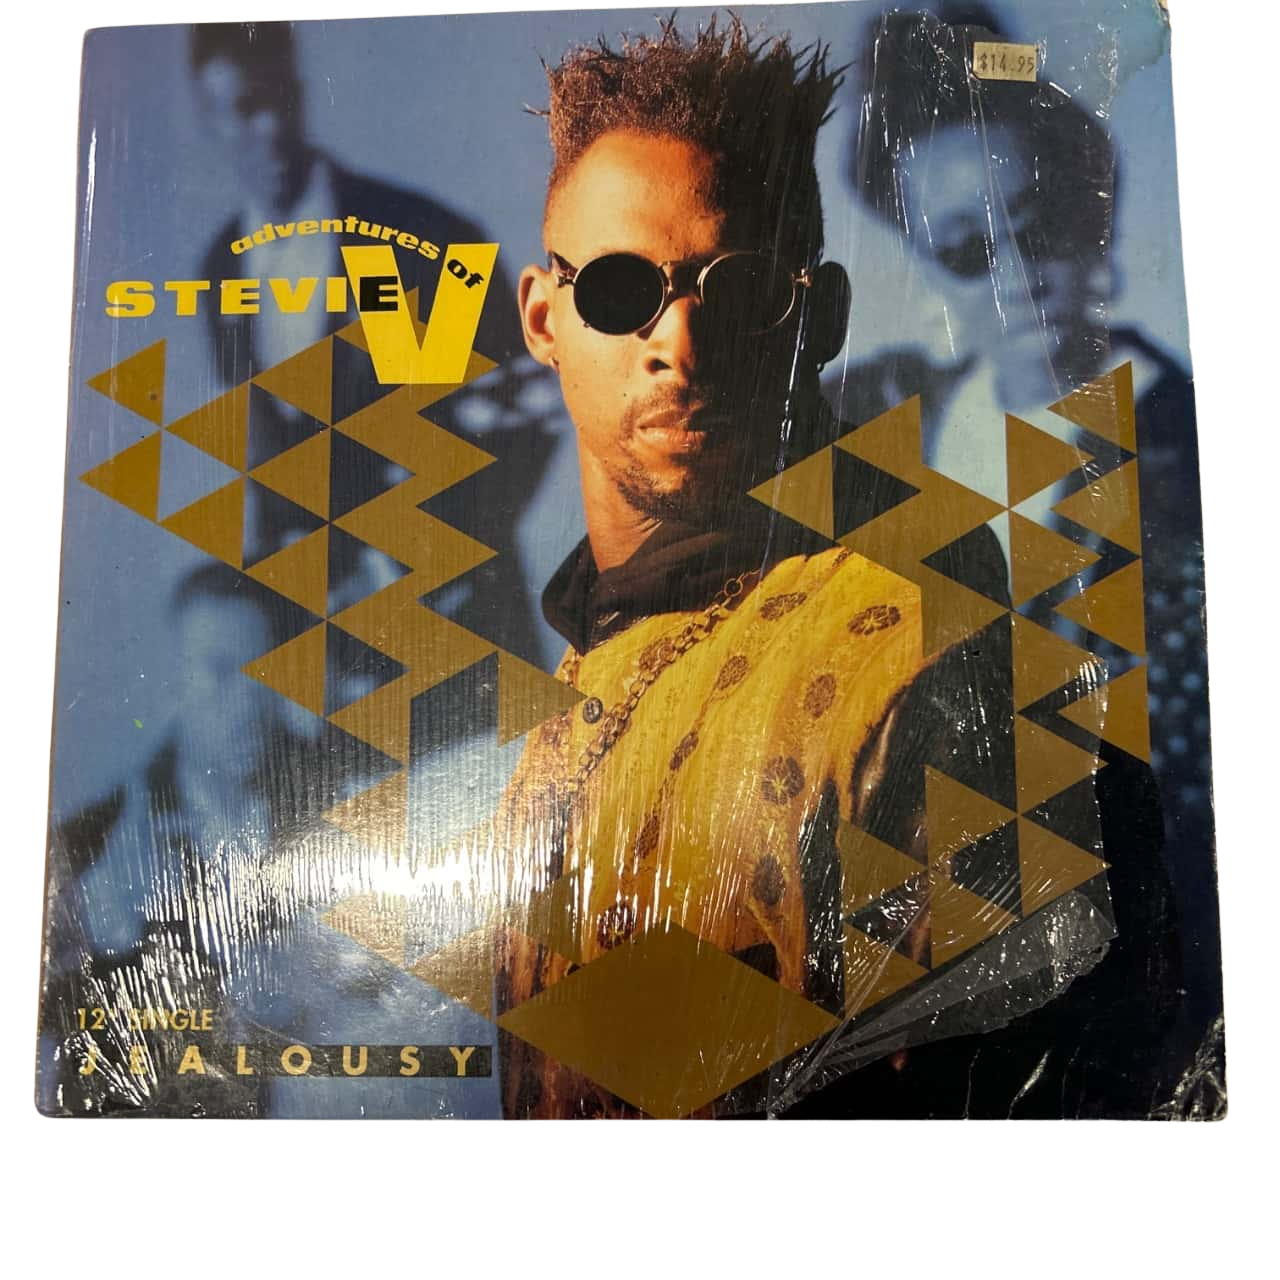 $14.95
adventures of
STEVIE V
12" SINGLE
JEALOUSY